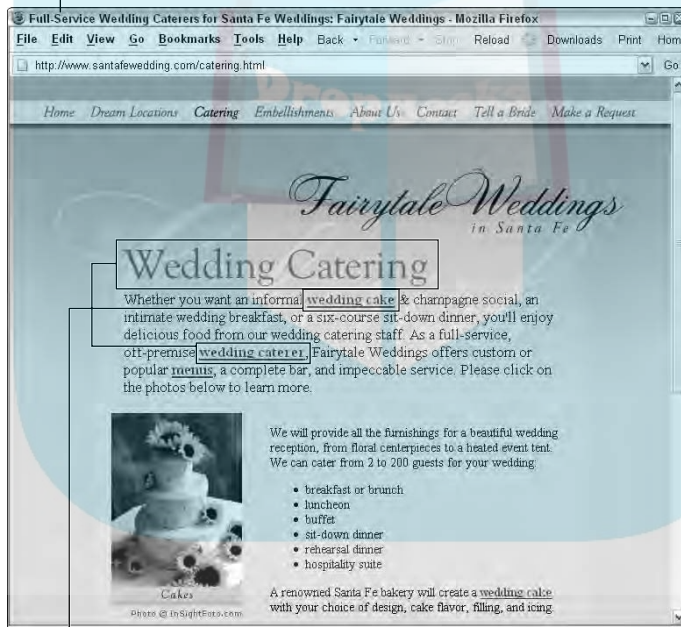 Full-Service Wedding Caterers for Santa Fe Weddings: Fairytale Weddings - Mozilla Firefox
File Edit View Go Bookmarks Tools Help Back Forward Stop Reload Downloads Print Hom
http://www.santafewedding.com/catering.html Go
Home Dream Locations Catering Embellishments About Us Contact Tell a Bride Make a Request
Fairytale Weddings
in Santa Fe
Wedding Catering
Whether you want an informal wedding cake & champagne social, an
intimate wedding breakfast, or a six-course sit-down dinner, you'll enjoy
delicious food from our wedding catering staff. As a full-service,
off-premise wedding caterer, Fairytale Weddings offers custom or
popular menus, a complete bar, and impeccable service. Please click on
the photos below to learn more.
We will provide all the furnishings for a beautiful wedding
reception, from floral centerpieces to a heated event tent.
We can cater from 2 to 200 guests for your wedding:
• breakfast or brunch
• luncheon
• buffet
• sit-down dinner
• rehearsal dinner
• hospitality suite
Cakes
Photo @ InSightFoto.com
A renowned Santa Fe bakery will create a wedding cake
with your choice of design, cake flavor, filling, and icing.